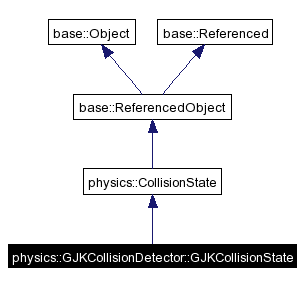 base::Object
base::Referenced
base::ReferencedObject
physics::CollisionState
physics::GJKCollisionDetector::GJKCollisionState